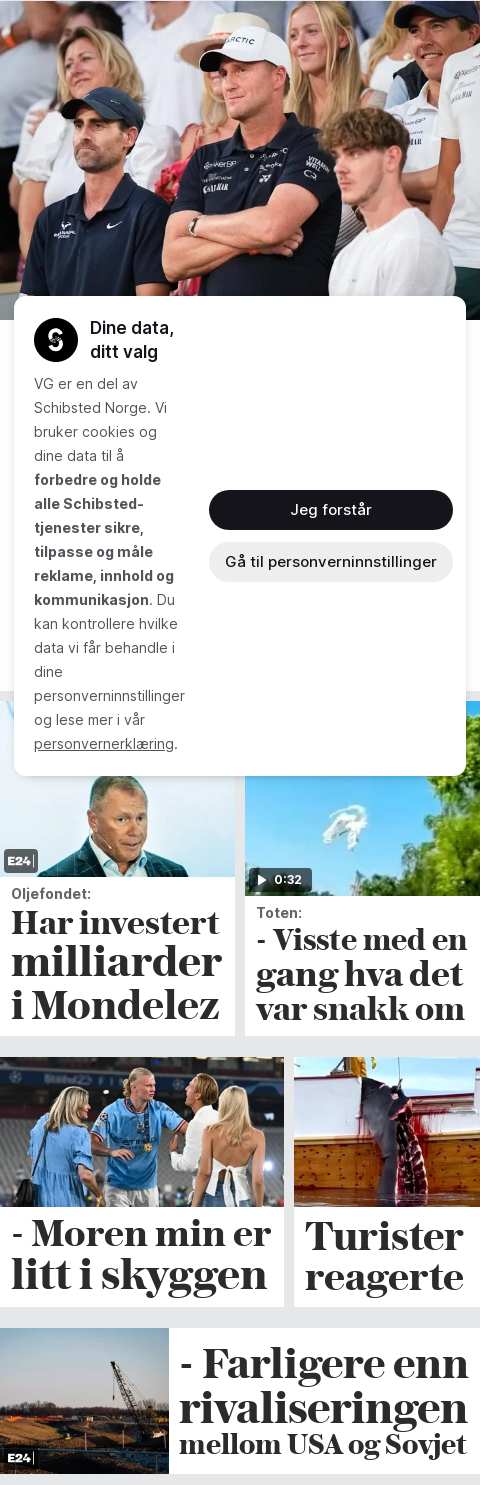 ARCTIC
VITAMIN
WELL
Dine data,
ditt valg
VG er en del av
Schibsted Norge. Vi
bruker cookies og
dine data til å
forbedre og holde
alle Schibsted-
tjenester sikre,
tilpasse og måle
reklame, innhold og
kommunikasjon. Du
kan kontrollere hvilke
data vi får behandle i
dine
personverninnstillinger
og lese mer i vår
personvernerklæring.
Jeg forstår
Gå til personverninnstillinger
E24
Oljefondet:
Har investert
milliarder
i Mondelez
0:32
Toten:
- Visste med en
gang hva det
var snakk om
- Moren min er
litt i skyggen
Turister
reagerte
E24
- Farligere enn
rivaliseringen
mellom USA og Sovjet